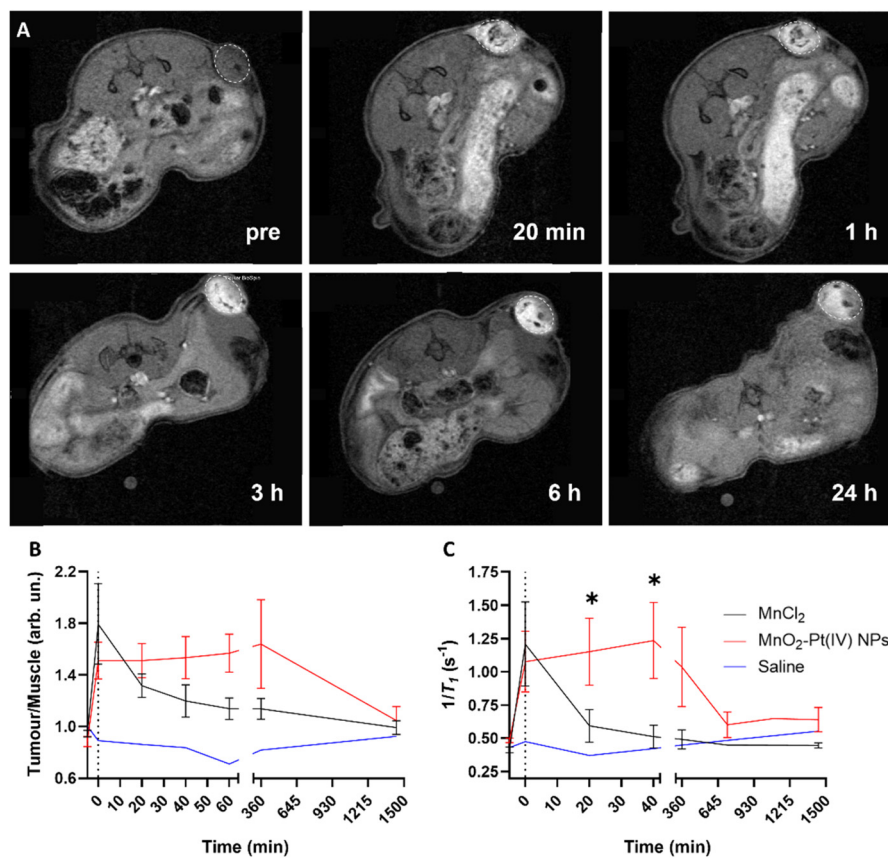 A
pre
20 min
1 h
3 h
6 h
24 h
B
Tumour/Muscle (arb. un.)
2.2
1.8
1.4
1.0
0.6
0 10 20 30 40 50 60 360 645 930 1215 1500
Time (min)
C
1/T1 (s-1)
1.75
1.50
1.25
1.00
0.75
0.50
0.25
* *
0 10 20 30 40 360 645 930 1215 1500
Time (min)
MnCl2
MnO2-Pt(IV) NPs
Saline